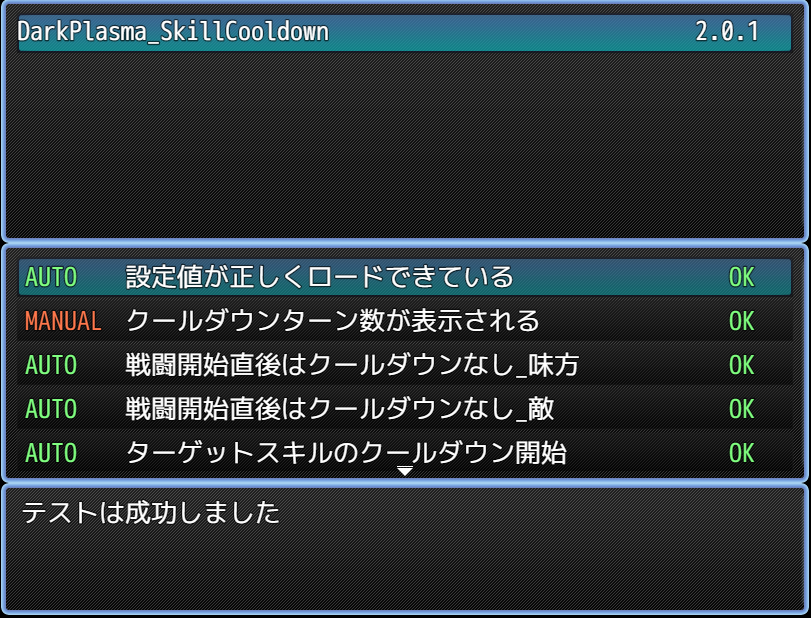 DarkPlasma_SkillCooldown 2.0.1
AUTO 設定値が正しくロードできている OK
MANUAL クールダウンターン数が表示される OK
AUTO 戦闘開始直後はクールダウンなし_味方 OK
AUTO 戦闘開始直後はクールダウンなし_敵 OK
AUTO ターゲットスキルのクールダウン開始 OK
テストは成功しました